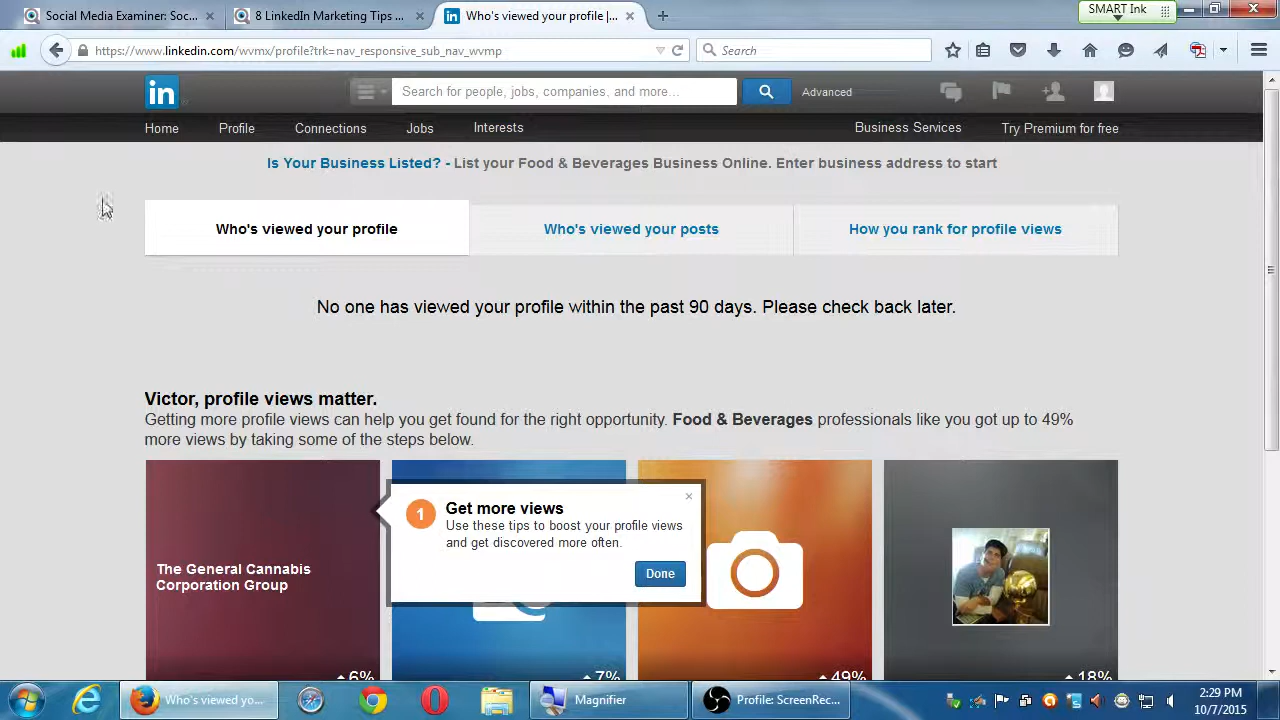 Social Media Examiner: Soc...
8 LinkedIn Marketing Tips ...
Who's viewed your profile |...
SMART Ink
https://www.linkedin.com/wvmx/profile?trk=nav_responsive_sub_nav_wvmp
Search
in
Search for people, jobs, companies, and more...
Advanced
Home
Profile
Connections
Jobs
Interests
Business Services
Try Premium for free
Is Your Business Listed? - List your Food & Beverages Business Online. Enter business address to start
Who's viewed your profile
Who's viewed your posts
How you rank for profile views
No one has viewed your profile within the past 90 days. Please check back later.
Victor, profile views matter.
Getting more profile views can help you get found for the right opportunity. Food & Beverages professionals like you got up to 49%
more views by taking some of the steps below.
1
Get more views
Use these tips to boost your profile views
and get discovered more often.
Done
The General Cannabis
Corporation Group
6%
7%
49%
18%
Who's viewed yo...
Magnifier
Profile: ScreenRec...
2:29 PM
10/7/2015